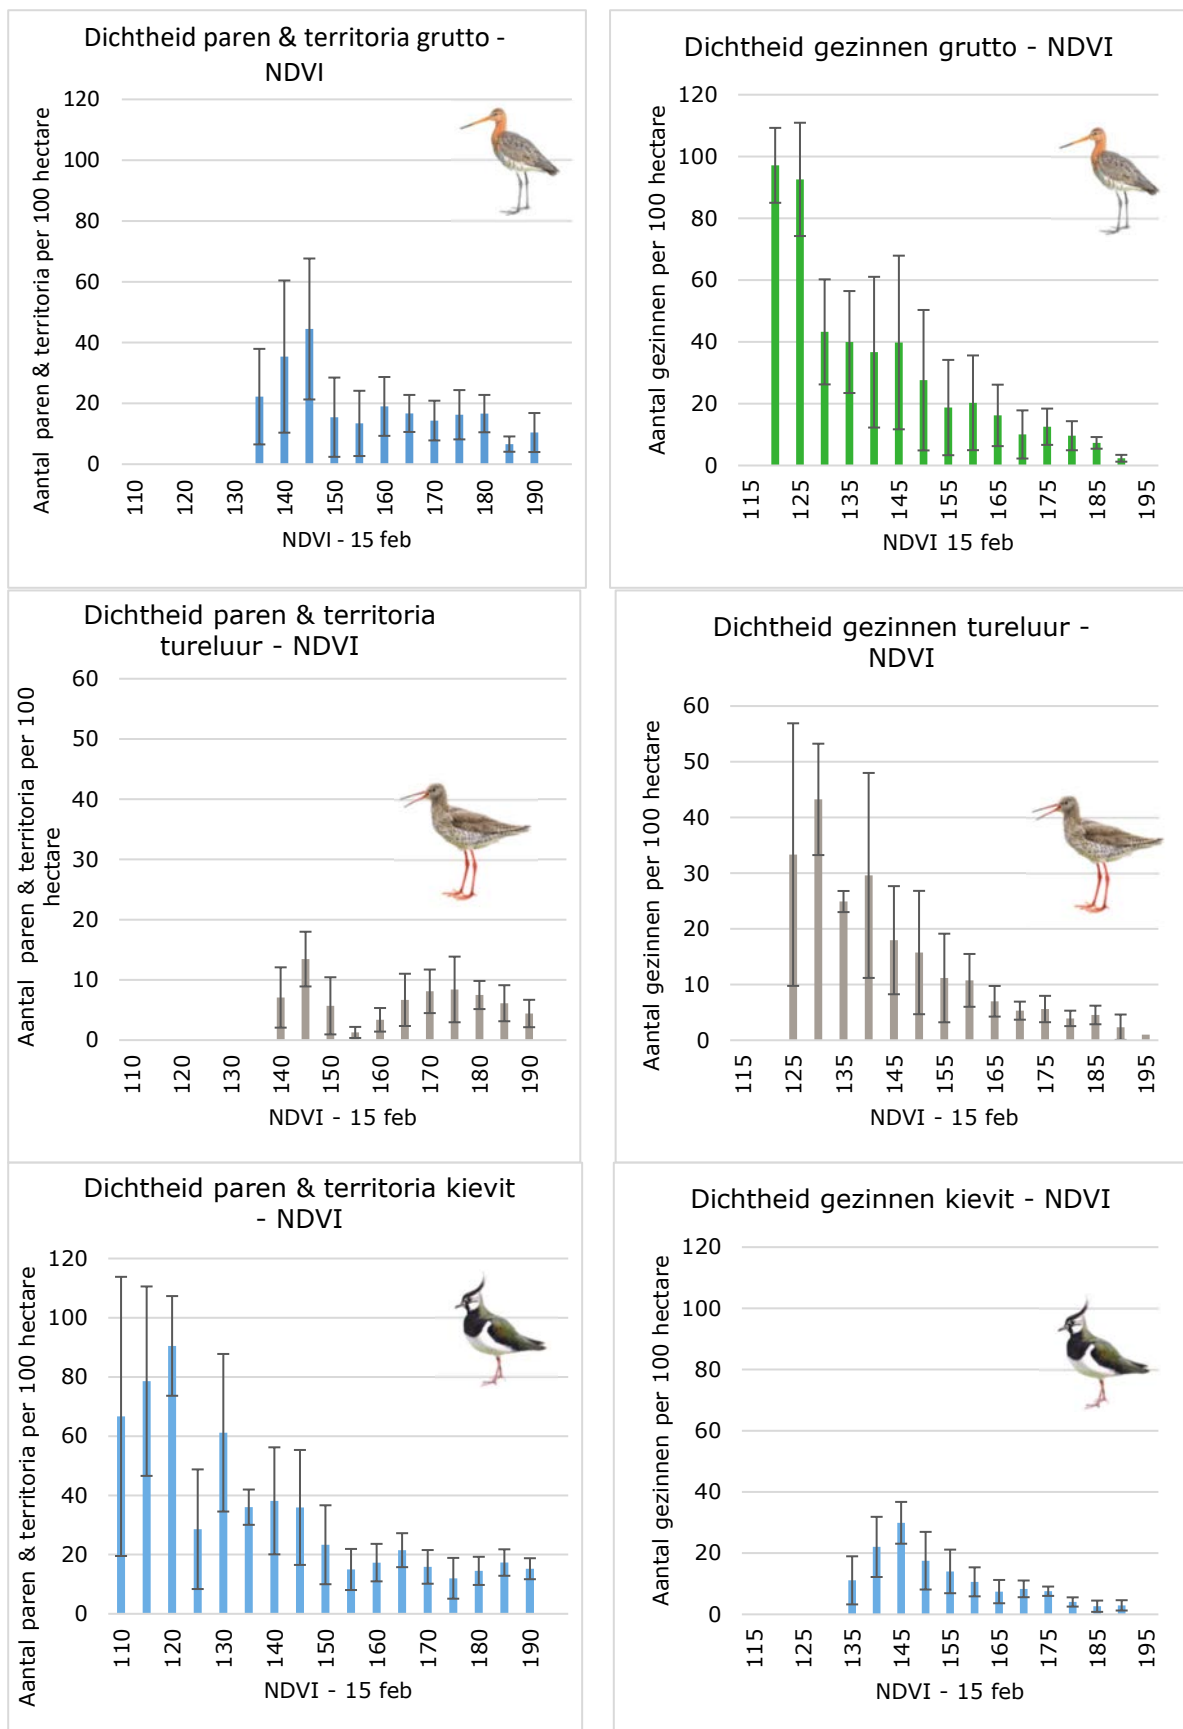 Dichtheid paren & territoria grutto -
NDVI
Aantal paren & territoria per 100 hectare
120
100
80
60
40
20
0
110 120 130 140 150 160 170 180 190
NDVI - 15 feb
Dichtheid gezinnen grutto - NDVI
Aantal gezinnen per 100 hectare
120
100
80
60
40
20
0
115 125 135 145 155 165 175 185 195
NDVI 15 feb
Dichtheid paren & territoria
tureluur - NDVI
Aantal paren & territoria per 100
hectare
60
50
40
30
20
10
0
110 120 130 140 150 160 170 180 190
NDVI - 15 feb
Dichtheid gezinnen tureluur -
NDVI
Aantal gezinnen per 100 hectare
60
50
40
30
20
10
0
115 125 135 145 155 165 175 185 195
NDVI - 15 feb
Dichtheid paren & territoria kievit
- NDVI
Aantal paren & territoria per 100 hectare
120
100
80
60
40
20
0
110 120 130 140 150 160 170 180 190
NDVI - 15 feb
Dichtheid gezinnen kievit - NDVI
Aantal gezinnen per 100 hectare
120
100
80
60
40
20
0
115 125 135 145 155 165 175 185 195
NDVI - 15 feb